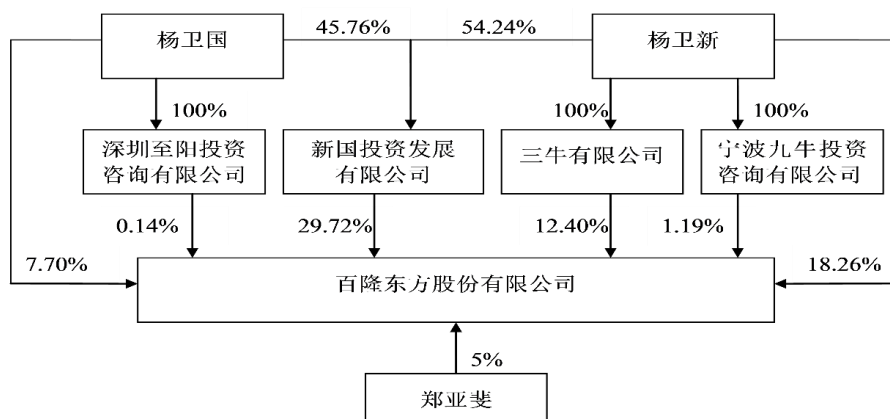 杨卫国
45.76%
54.24%
杨卫新
100%
100%
100%
深圳至阳投资
咨询有限公司
新国投资发展
有限公司
三牛有限公司
宁波九牛投资
咨询有限公司
0.14%
29.72%
12.40%
1.19%
7.70%
百隆东方股份有限公司
18.26%
5%
郑亚斐